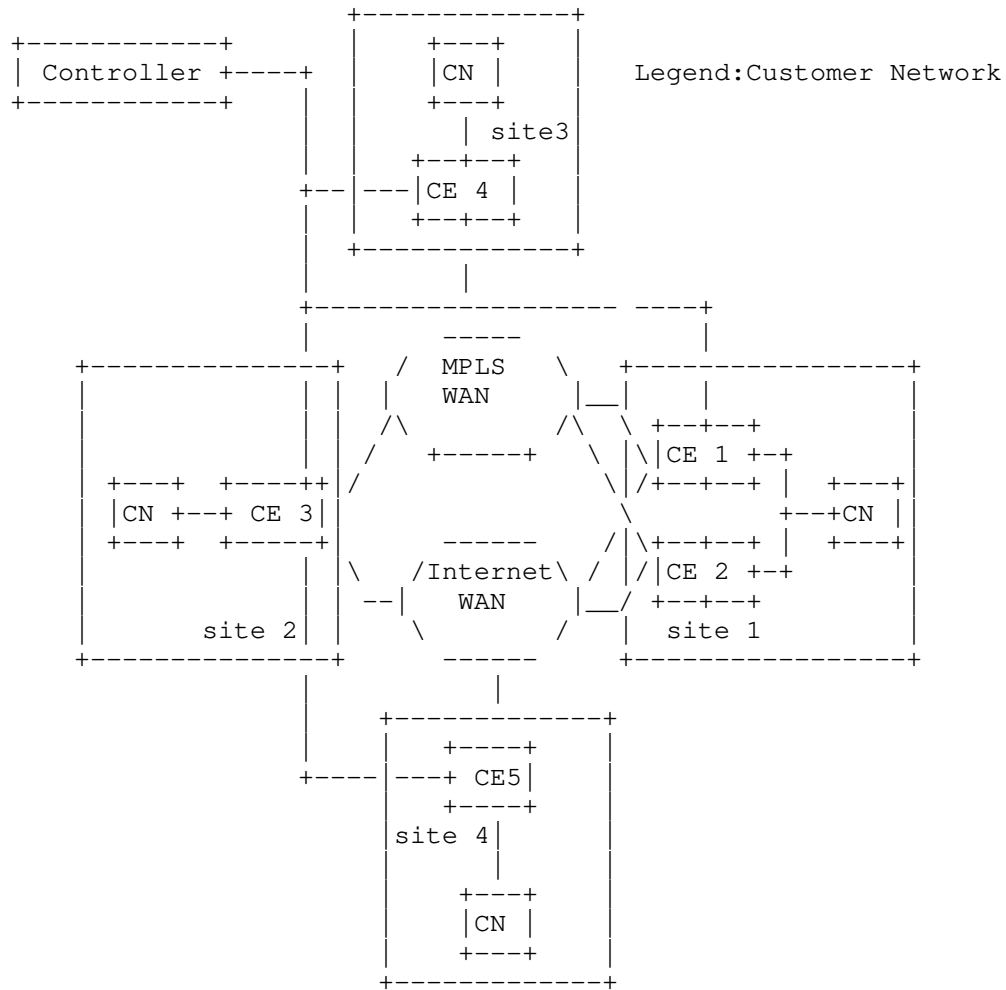 Controller
CN
Legend:Customer Network
site3
CE 4
MPLS
WAN
CE 1
CN
CE 3
CN
Internet
CE 2
WAN
site 2
site 1
CE5
site 4
CN